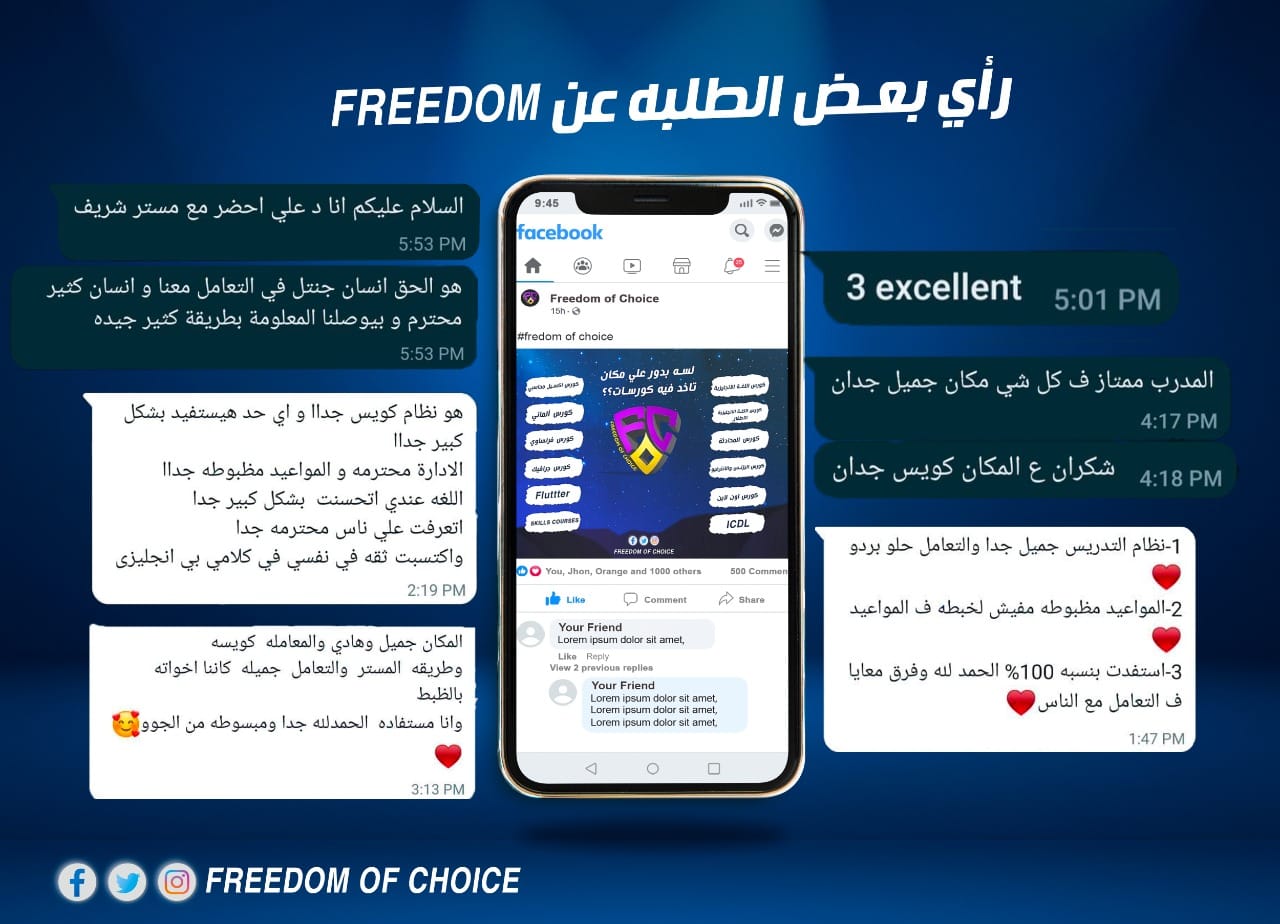 رأي بعض الطلبه عن FREEDOM
السلام عليكم انا د علي احضر مع مستر شريف
5:53 PM
هو الحق انسان جنتل في التعامل معنا و انسان كثير
محترم و بيوصلنا المعلومة بطريقة كثير جيده
5:53 PM
هو نظام كويس جداا و اي حد هيستفيد بشكل
كبير جداا
الادارة محترمه و المواعيد مظبوطه جداا
اللغه عندي اتحسنت بشكل كبير جدا
اتعرفت علي ناس محترمه جدا
واكتسبت ثقه في نفسي في كلامي بي انجليزى
2:19 PM
المكان جميل وهادي والمعامله كويسه
وطريقه المستر والتعامل جميله كاننا اخواته
بالظبط
وانا مستفاده الحمدلله جدا ومبسوطه من الجوو🥰
❤️
3:13 PM
9:45
facebook
25
Freedom of Choice
15h
#fredom of choice
لسه بدور علي مكان
تاخد فيه كورسات؟؟
كورس اكسيل محاسبي
كورس ألماني
كورس فرنساوي
كورس جرافيك
Fluttter
SKILLS COURSES
FC
FREEDOM OF CHOICE
كورس اللغة الانجليزية
كورس اللغة الانجليزية
كورس المحادثة
كورس اون لاين
ICDL
FREEDOM OF CHOICE
You, Jhon, Orange and 1000 others
500 Commen
Like
Comment
Share
Your Friend
Lorem ipsum dolor sit amet,
Like Reply
View 2 previous replies
Your Friend
Lorem ipsum dolor sit amet,
Lorem ipsum dolor sit amet,
Lorem ipsum dolor sit amet,
3 excellent
5:01 PM
المدرب ممتاز ف كل شي مكان جميل جدان
4:17 PM
شكران ع المكان كويس جدان
4:18 PM
1-نظام التدريس جميل جدا والتعامل حلو بردو
❤️
2-المواعيد مظبوطه مفيش لخبطه ف المواعيد
❤️
3-استفدت بنسبه 100% الحمد لله وفرق معايا
ف التعامل مع الناس❤️
1:47 PM
FREEDOM OF CHOICE